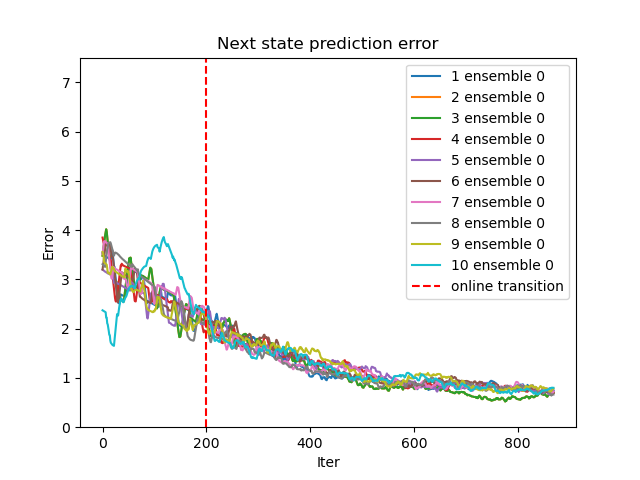 Next state prediction error
7
6
5
4
3
2
1
0
Error
0
200
400
600
800
Iter
1 ensemble 0
2 ensemble 0
3 ensemble 0
4 ensemble 0
5 ensemble 0
6 ensemble 0
7 ensemble 0
8 ensemble 0
9 ensemble 0
10 ensemble 0
online transition